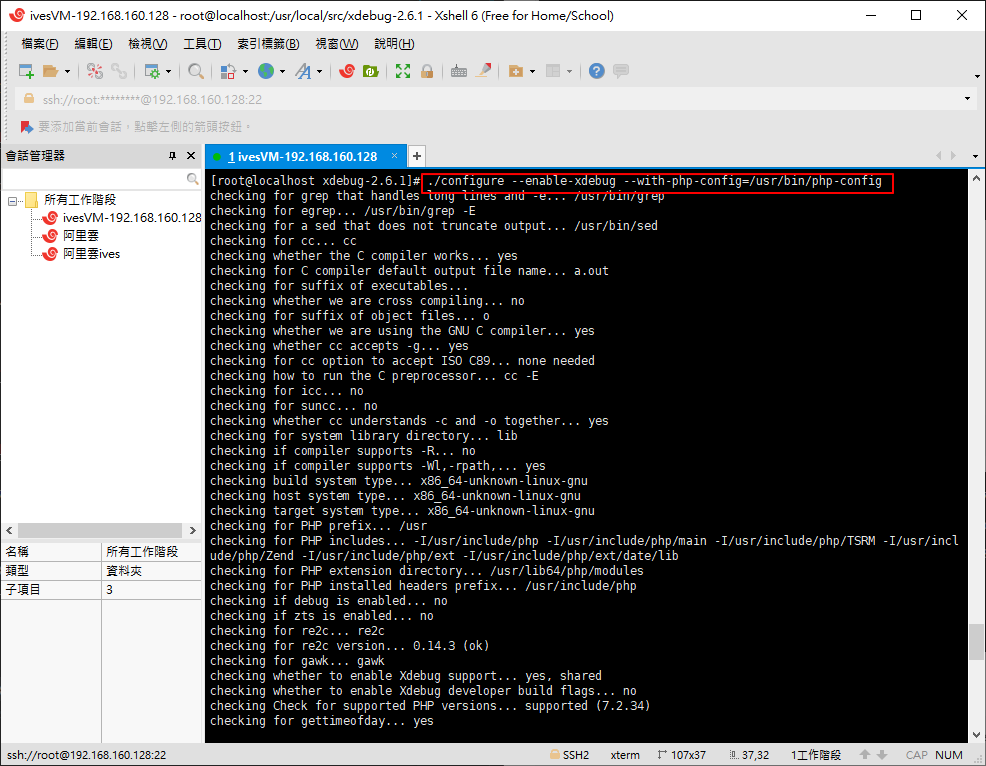 ivesVM-192.168.160.128 - root@localhost:/usr/local/src/xdebug-2.6.1 - Xshell 6 (Free for Home/School)
檔案(F) 編輯(E) 檢視(V) 工具(T) 索引標籤(B) 視窗(W) 說明(H)
ssh://root:********@192.168.160.128:22
要添加當前會話，點擊左側的箭頭按鈕。
會話管理器
1 ivesVM-192.168.160.128
所有工作階段
ivesVM-192.168.160.128
阿里雲
阿里雲ives
名稱 所有工作階段
類型 資料夾
子項目 3
[root@localhost xdebug-2.6.1]# ./configure --enable-xdebug --with-php-config=/usr/bin/php-config
checking for grep that handles long lines and -e... /usr/bin/grep
checking for egrep... /usr/bin/grep -E
checking for a sed that does not truncate output... /usr/bin/sed
checking for cc... cc
checking whether the C compiler works... yes
checking for C compiler default output file name... a.out
checking for suffix of executables...
checking whether we are cross compiling... no
checking for suffix of object files... o
checking whether we are using the GNU C compiler... yes
checking whether cc accepts -g... yes
checking for cc option to accept ISO C89... none needed
checking how to run the C preprocessor... cc -E
checking for icc... no
checking for suncc... no
checking whether cc understands -c and -o together... yes
checking for system library directory... lib
checking if compiler supports -R... no
checking if compiler supports -Wl,-rpath,... yes
checking build system type... x86_64-unknown-linux-gnu
checking host system type... x86_64-unknown-linux-gnu
checking target system type... x86_64-unknown-linux-gnu
checking for PHP prefix... /usr
checking for PHP includes... -I/usr/include/php -I/usr/include/php/main -I/usr/include/php/TSRM -I/usr/incl
ude/php/Zend -I/usr/include/php/ext -I/usr/include/php/ext/date/lib
checking for PHP extension directory... /usr/lib64/php/modules
checking for PHP installed headers prefix... /usr/include/php
checking if debug is enabled... no
checking if zts is enabled... no
checking for re2c... re2c
checking for re2c version... 0.14.3 (ok)
checking for gawk... gawk
checking whether to enable Xdebug support... yes, shared
checking whether to enable Xdebug developer build flags... no
checking Check for supported PHP versions... supported (7.2.34)
checking for gettimeofday... yes
ssh://root@192.168.160.128:22 SSH2 xterm 107x37 37,32 1工作階段 CAP NUM